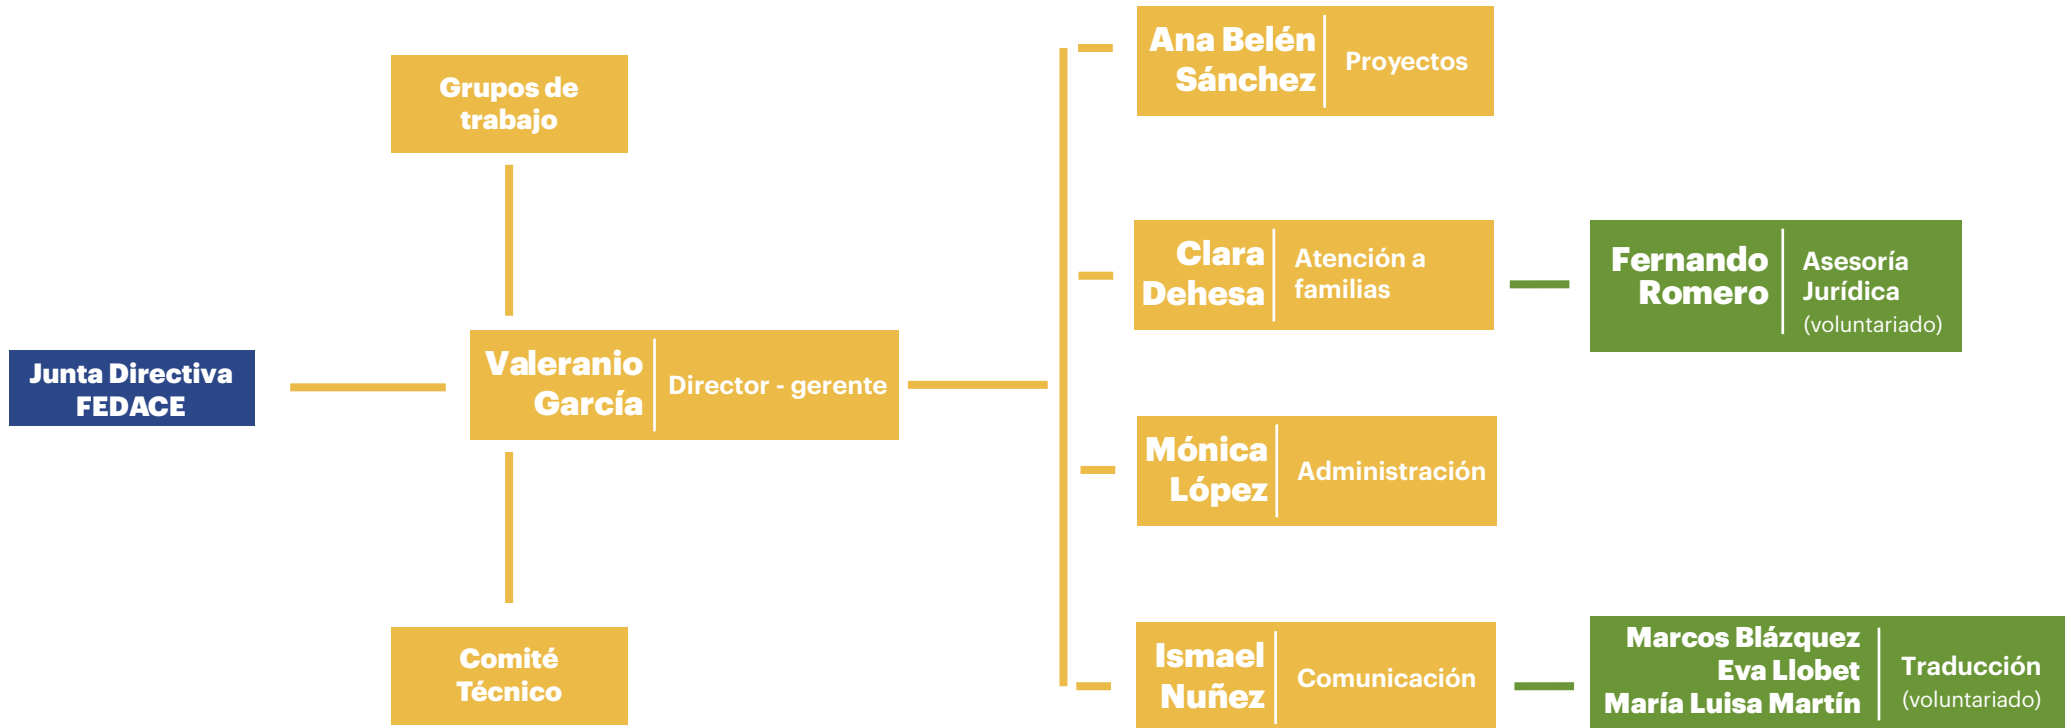 Junta Directiva
FEDACE
Grupos de
trabajo
Valeranio
García
Director - gerente
Comité
Técnico
Ana Belén
Sánchez
Proyectos
Clara
Dehesa
Atención a
familias
Fernando
Romero
Asesoría
Jurídica
(voluntariado)
Mónica
López
Administración
Ismael
Nuñez
Comunicación
Marcos Blázquez
Eva Llobet
María Luisa Martín
Traducción
(voluntariado)